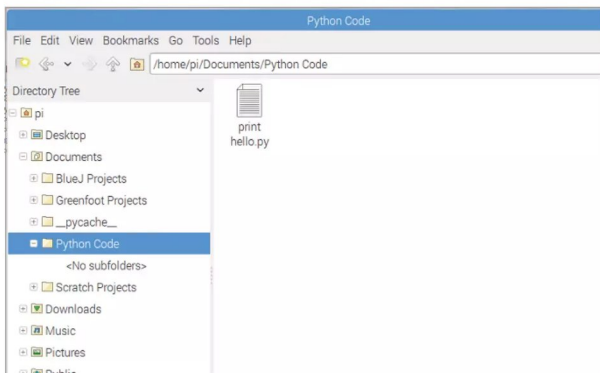 Python Code
File Edit View Bookmarks Go Tools Help
/home/pi/Documents/Python Code
Directory Tree
pi
Desktop
Documents
BlueJ Projects
Greenfoot Projects
__pycache__
Python Code
<No subfolders>
Scratch Projects
Downloads
Music
Pictures
Public
print
hello.py